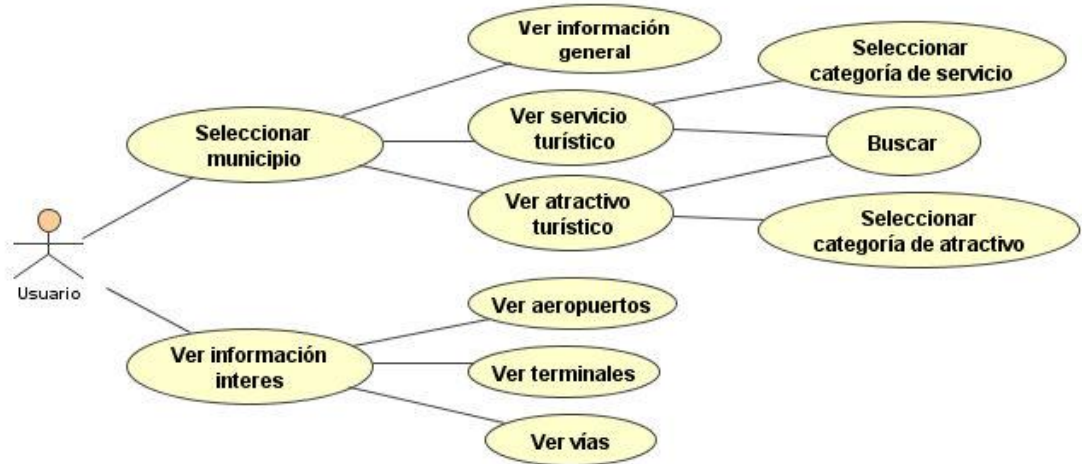 Ver información
general
Seleccionar
categoría de servicio
Seleccionar
municipio
Ver servicio
turístico
Buscar
Ver atractivo
turístico
Seleccionar
categoría de atractivo
Usuario
Ver aeropuertos
Ver información
interes
Ver terminales
Ver vías